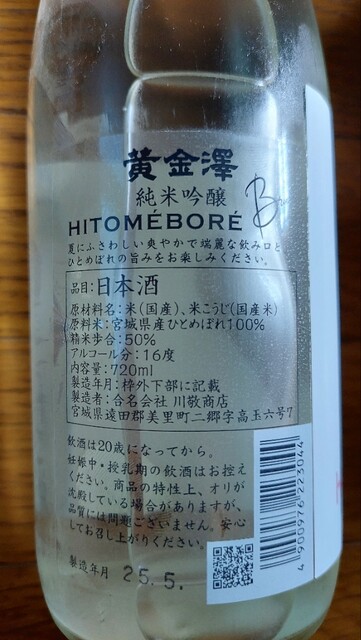 黄金澤
純米吟醸
HITOMÉBORÉ
夏にふさわしい爽やかで端麗な飲み口と
ひとめぼれの旨みをお楽しみください。
品目:日本酒
原材料名:米(国産)、米こうじ(国産米)
原料米:宮城県産ひとめぼれ100%
精米歩合:50%
アルコール分:16度
内容量:720ml
製造年月:枠外下部に記載
製造者:合名会社 川敬商店
宮城県遠田郡美里町二郷字高玉六号7
飲酒は20歳になってから。
妊娠中・授乳期の飲酒はお控え
ください。商品の特性上、オリが
沈殿している場合がありますが、
品質には問題ございません。安心
してお召し上がりください。
製造年月 25.5.
4 900976 223044